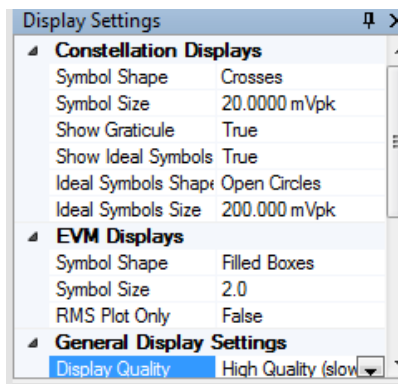 Display Settings
Constellation Displays
Symbol Shape Crosses
Symbol Size 20.0000 mVpk
Show Graticule True
Show Ideal Symbols True
Ideal Symbols Shape Open Circles
Ideal Symbols Size 200.000 mVpk
EVM Displays
Symbol Shape Filled Boxes
Symbol Size 2.0
RMS Plot Only False
General Display Settings
Display Quality High Quality (slow